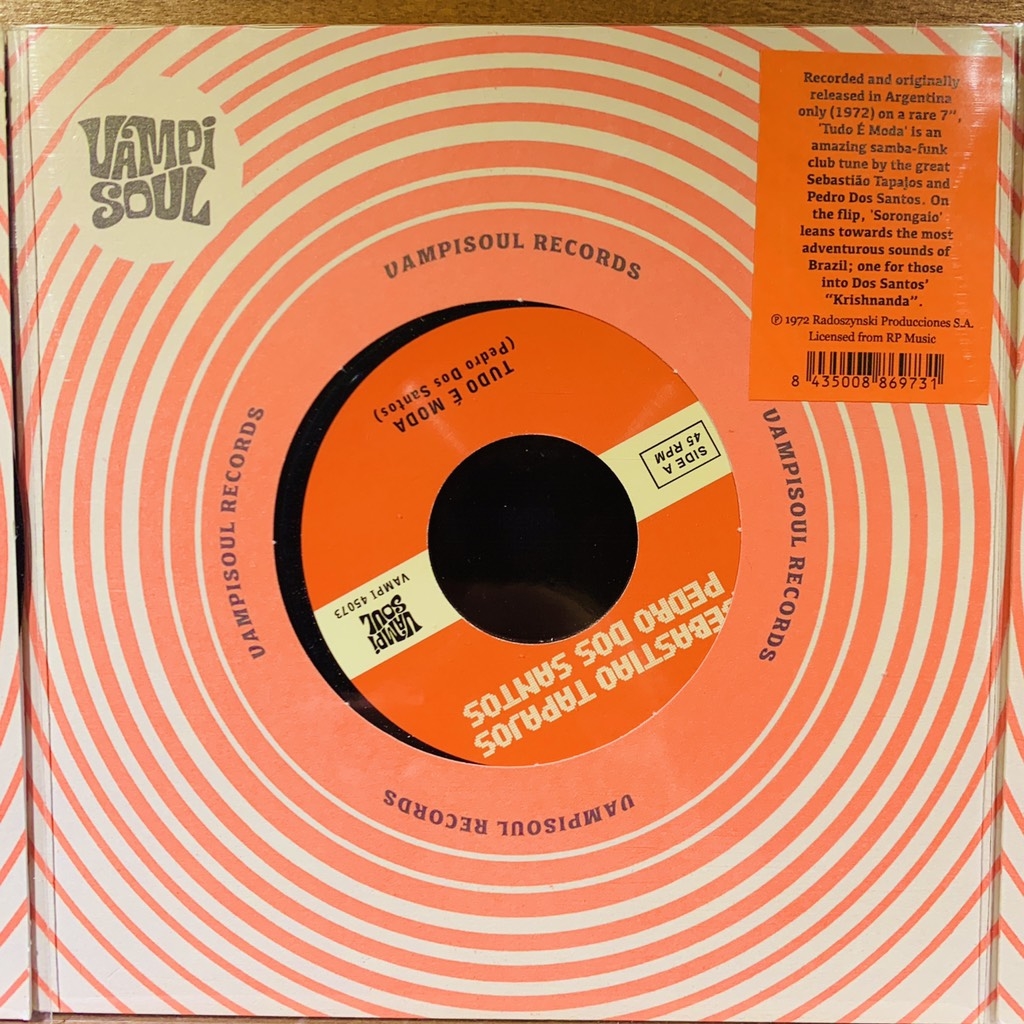 VAMPi
SOUL
Recorded and originally
released in Argentina
only (1972) on a rare 7",
'Tudo É Moda' is an
amazing samba-funk
club tune by the great
Sebastião Tapajos and
Pedro Dos Santos. On
the flip, 'Sorongaio'
leans towards the most
adventurous sounds of
Brazil; one for those
into Dos Santos'
"Krishnanda".
℗ 1972 Radoszynski Producciones S.A.
Licensed from RP Music
8 435008 869731
VAMPISOUL RECORDS
VAMPISOUL RECORDS
VAMPISOUL RECORDS
VAMPISOUL RECORDS
TUDO É MODA
(Pedro Dos Santos)
SIDE A
45 RPM
VAMPi
SOUL
VAMPI 45073
PEDRO DOS SANTOS
SEBASTIAO TAPAJOS